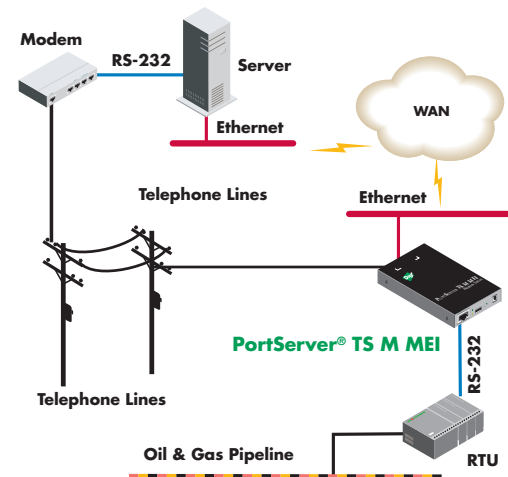 Modem
RS-232
Server
Ethernet
WAN
Telephone Lines
Ethernet
PortServer® TS M MEI
RS-232
Telephone Lines
Oil & Gas Pipeline
RTU